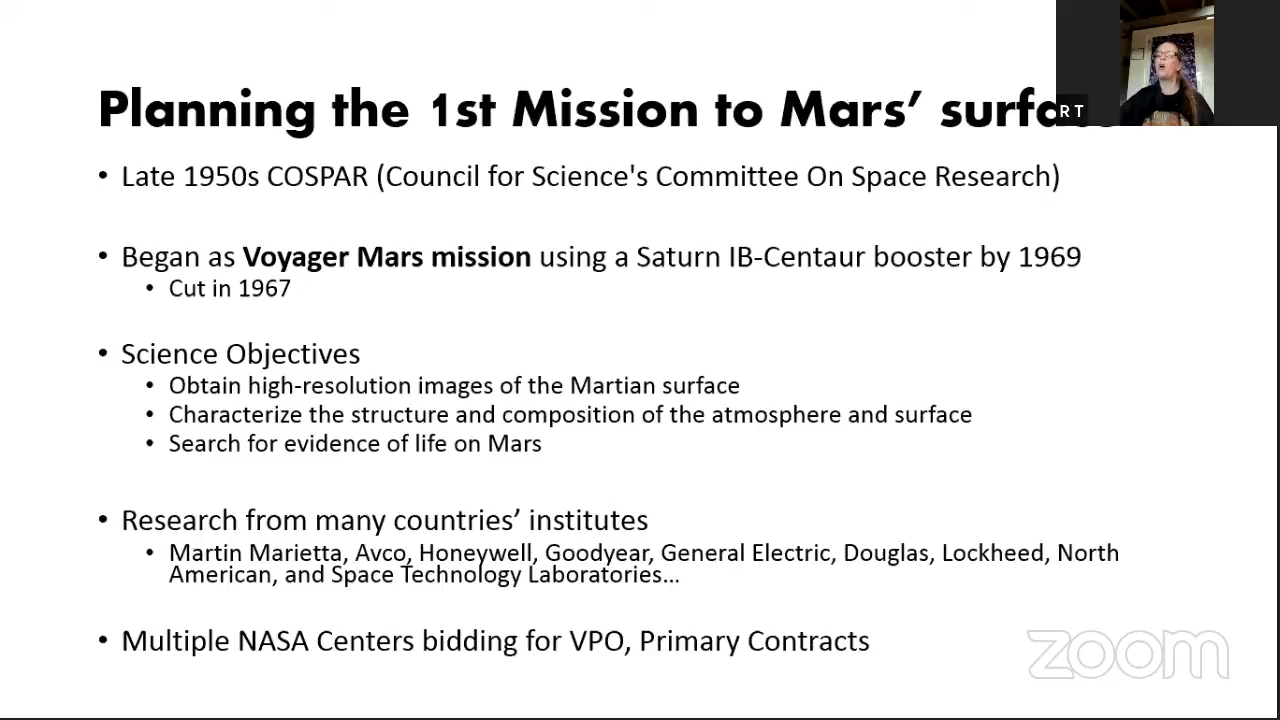 Planning the 1st Mission to Mars’ surface
R T
• Late 1950s COSPAR (Council for Science's Committee On Space Research)
• Began as Voyager Mars mission using a Saturn IB-Centaur booster by 1969
• Cut in 1967
• Science Objectives
• Obtain high-resolution images of the Martian surface
• Characterize the structure and composition of the atmosphere and surface
• Search for evidence of life on Mars
• Research from many countries’ institutes
• Martin Marietta, Avco, Honeywell, Goodyear, General Electric, Douglas, Lockheed, North
American, and Space Technology Laboratories…
• Multiple NASA Centers bidding for VPO, Primary Contracts
zoom